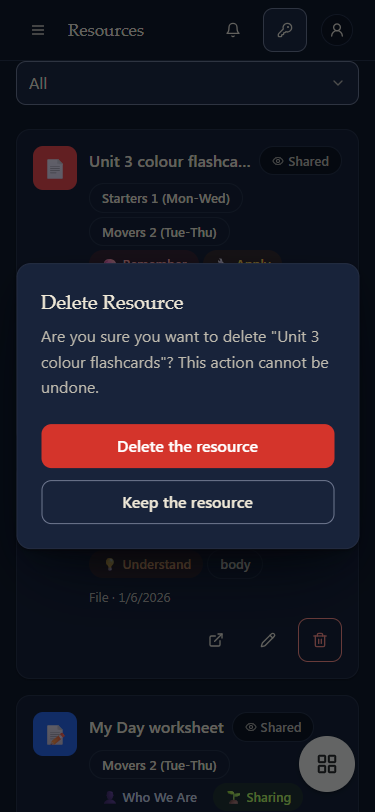 Resources
All
Unit 3 colour flashca...
Shared
Starters 1 (Mon-Wed)
Movers 2 (Tue-Thu)
Remember
Apply
Delete Resource
Are you sure you want to delete "Unit 3
colour flashcards"? This action cannot be
undone.
Delete the resource
Keep the resource
Understand
body
File · 1/6/2026
My Day worksheet
Shared
Movers 2 (Tue-Thu)
Who We Are
Sharing